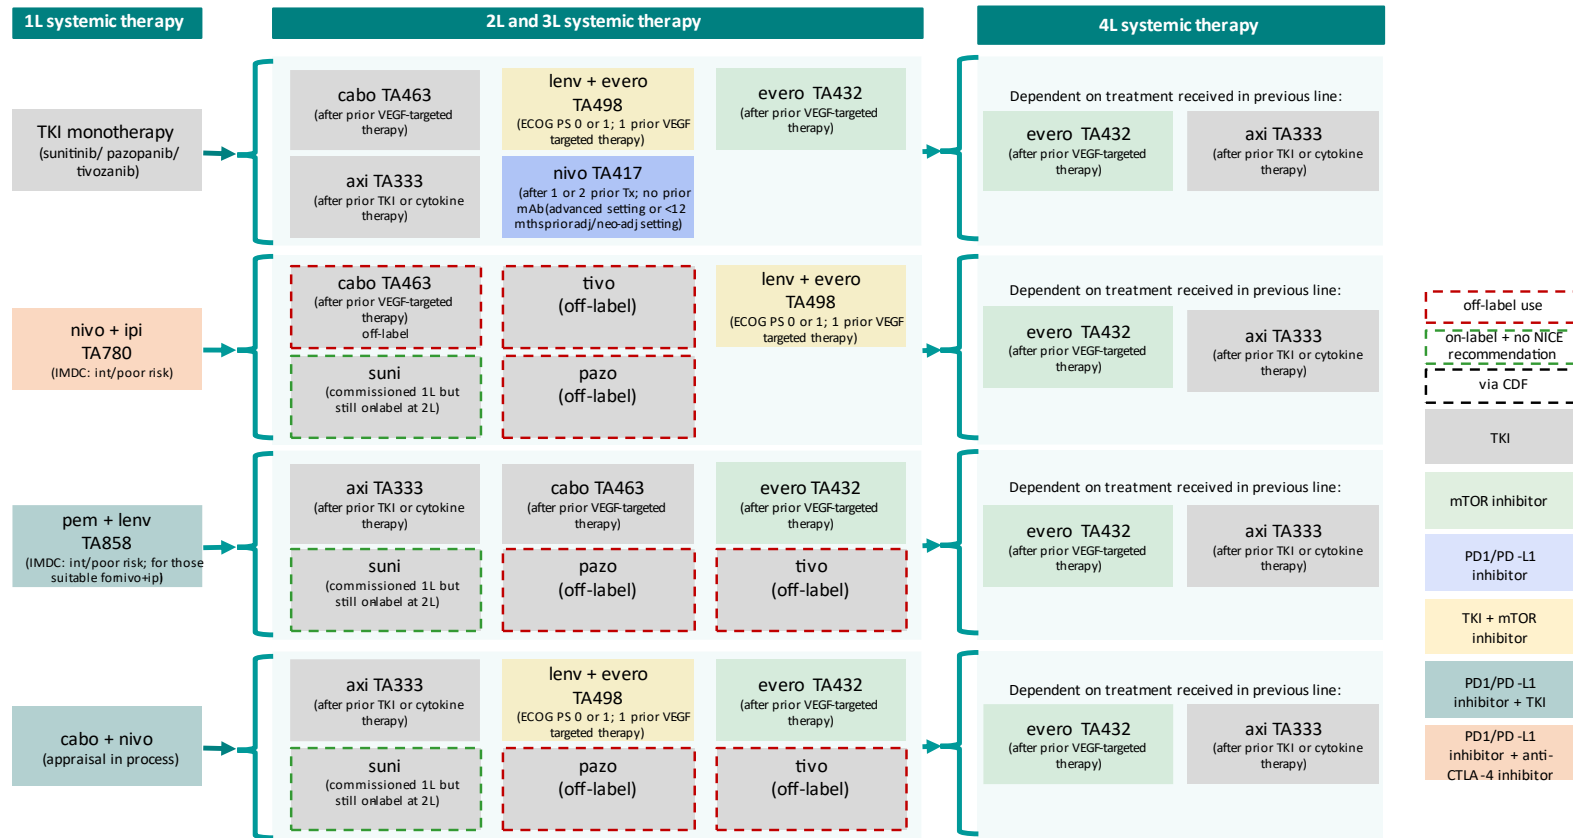 1L systemic therapy
2L and 3L systemic therapy
4L systemic therapy
TKI monotherapy
(sunitinib/ pazopanib/
tivozanib)
cabo TA463
(after prior VEGF-targeted
therapy)
lenv + evero
TA498
(ECOG PS 0 or 1; 1 prior VEGF
targeted therapy)
evero TA432
(after prior VEGF-targeted
therapy)
axi TA333
(after prior TKI or cytokine
therapy)
nivo TA417
(after 1 or 2 prior Tx; no prior
mAb(advanced setting or <12
mthsprioradj/neo-adj setting)
Dependent on treatment received in previous line:
evero TA432
(after prior VEGF-targeted
therapy)
axi TA333
(after prior TKI or cytokine
therapy)
nivo + ipi
TA780
(IMDC: int/poor risk)
cabo TA463
(after prior VEGF-targeted
therapy)
off-label
tivo
(off-label)
lenv + evero
TA498
(ECOG PS 0 or 1; 1 prior VEGF
targeted therapy)
suni
(commissioned 1L but
still onlabel at 2L)
pazo
(off-label)
Dependent on treatment received in previous line:
evero TA432
(after prior VEGF-targeted
therapy)
axi TA333
(after prior TKI or cytokine
therapy)
pem + lenv
TA858
(IMDC: int/poor risk; for those
suitable fornivo+ip)
axi TA333
(after prior TKI or cytokine
therapy)
cabo TA463
(after prior VEGF-targeted
therapy)
evero TA432
(after prior VEGF-targeted
therapy)
suni
(commissioned 1L but
still onlabel at 2L)
pazo
(off-label)
tivo
(off-label)
Dependent on treatment received in previous line:
evero TA432
(after prior VEGF-targeted
therapy)
axi TA333
(after prior TKI or cytokine
therapy)
cabo + nivo
(appraisal in process)
axi TA333
(after prior TKI or cytokine
therapy)
lenv + evero
TA498
(ECOG PS 0 or 1; 1 prior VEGF
targeted therapy)
evero TA432
(after prior VEGF-targeted
therapy)
suni
(commissioned 1L but
still onlabel at 2L)
pazo
(off-label)
tivo
(off-label)
Dependent on treatment received in previous line:
evero TA432
(after prior VEGF-targeted
therapy)
axi TA333
(after prior TKI or cytokine
therapy)
off-label use
on-label + no NICE
recommendation
via CDF
TKI
mTOR inhibitor
PD1/PD-L1
inhibitor
TKI + mTOR
inhibitor
PD1/PD-L1
inhibitor + TKI
PD1/PD-L1
inhibitor + anti-
CTLA-4 inhibitor